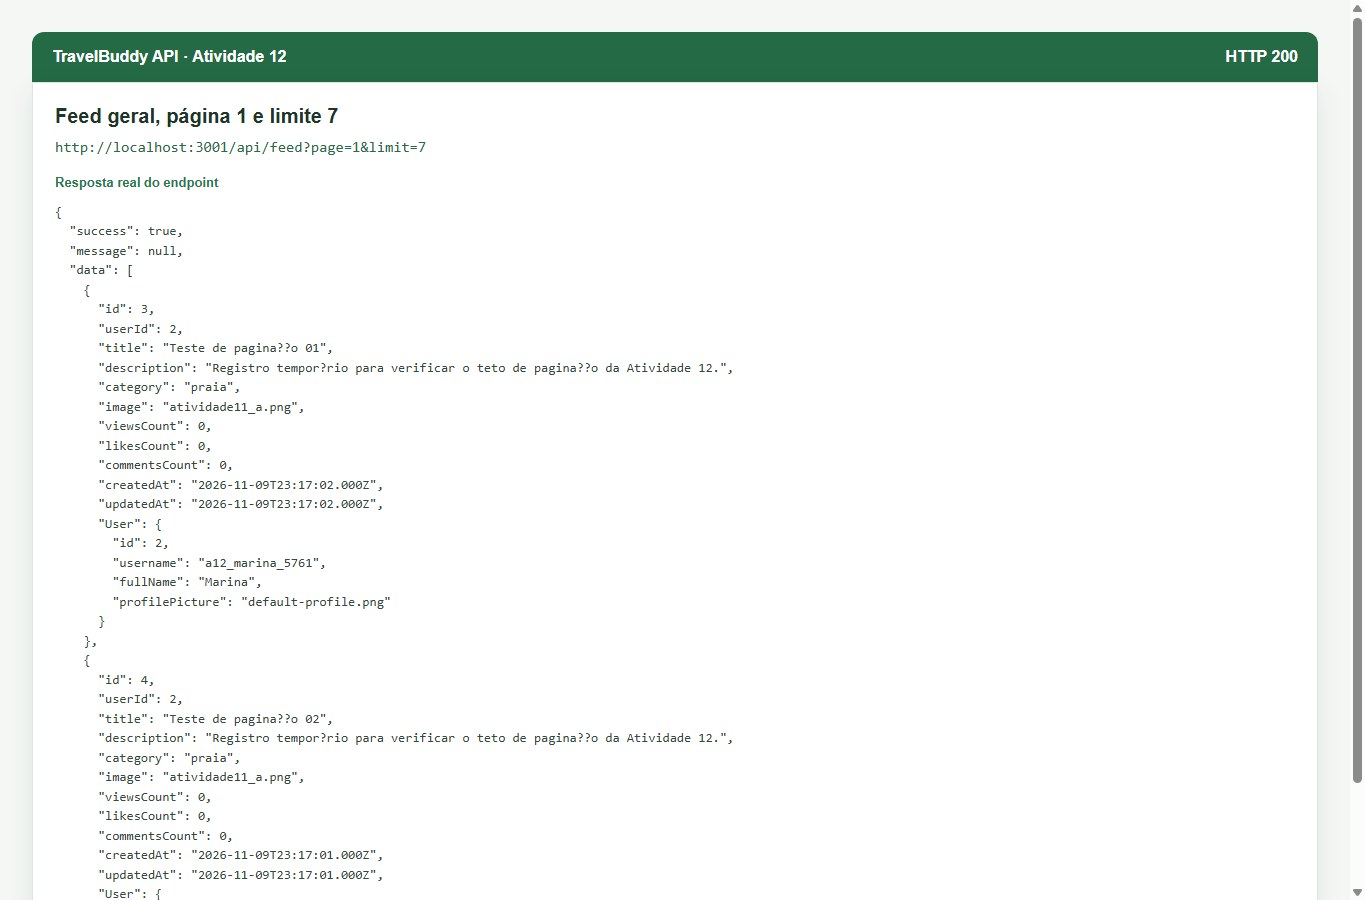 TravelBuddy API · Atividade 12
HTTP 200
Feed geral, página 1 e limite 7
http://localhost:3001/api/feed?page=1&limit=7
Resposta real do endpoint
{
  "success": true,
  "message": null,
  "data": [
    {
      "id": 3,
      "userId": 2,
      "title": "Teste de pagina??o 01",
      "description": "Registro tempor?rio para verificar o teto de pagina??o da Atividade 12.",
      "category": "praia",
      "image": "atividade11_a.png",
      "viewsCount": 0,
      "likesCount": 0,
      "commentsCount": 0,
      "createdAt": "2026-11-09T23:17:02.000Z",
      "updatedAt": "2026-11-09T23:17:02.000Z",
      "User": {
        "id": 2,
        "username": "a12_marina_5761",
        "fullName": "Marina",
        "profilePicture": "default-profile.png"
      }
    },
    {
      "id": 4,
      "userId": 2,
      "title": "Teste de pagina??o 02",
      "description": "Registro tempor?rio para verificar o teto de pagina??o da Atividade 12.",
      "category": "praia",
      "image": "atividade11_a.png",
      "viewsCount": 0,
      "likesCount": 0,
      "commentsCount": 0,
      "createdAt": "2026-11-09T23:17:01.000Z",
      "updatedAt": "2026-11-09T23:17:01.000Z",
      "User": {